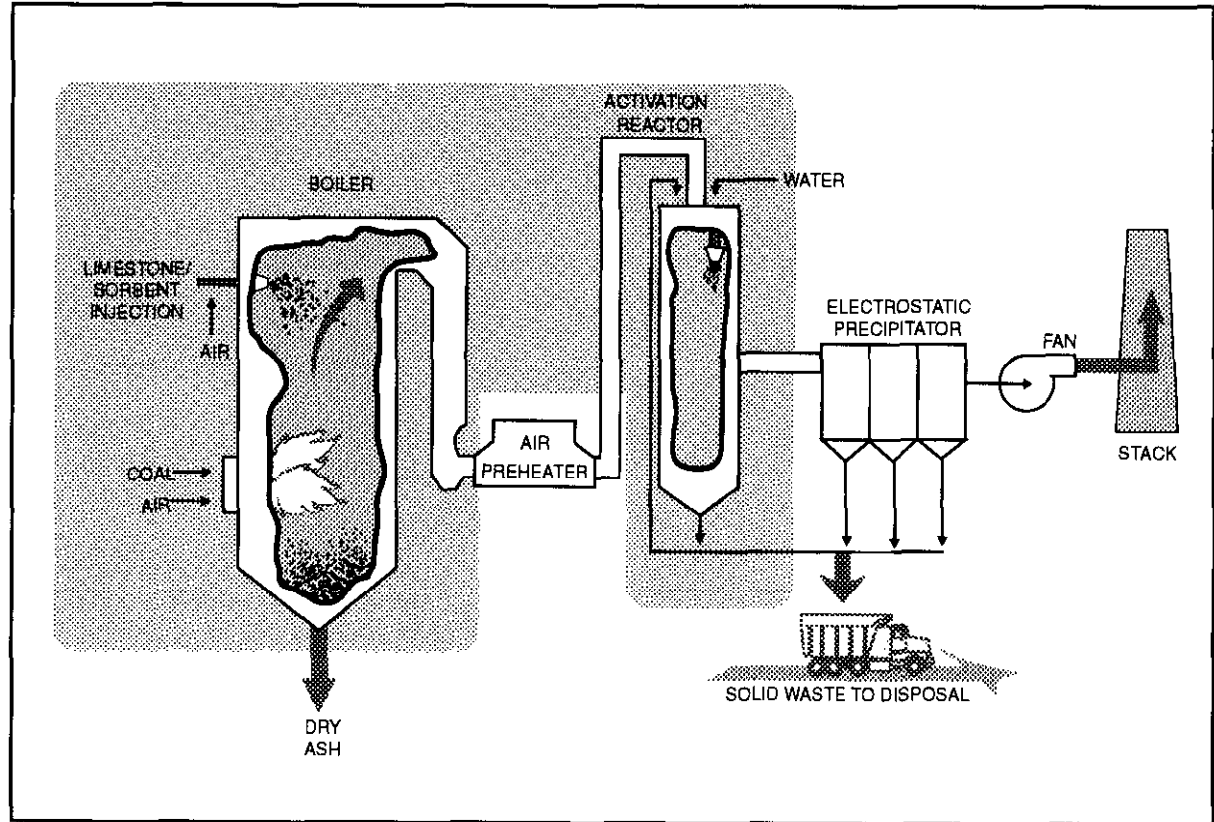 ACTIVATION
REACTOR
BOILER
WATER
LIMESTONE/
SORBENT
INJECTION
AIR
ELECTROSTATIC
PRECIPITATOR
FAN
AIR
PREHEATER
STACK
COAL
AIR
SOLID WASTE TO DISPOSAL
DRY
ASH